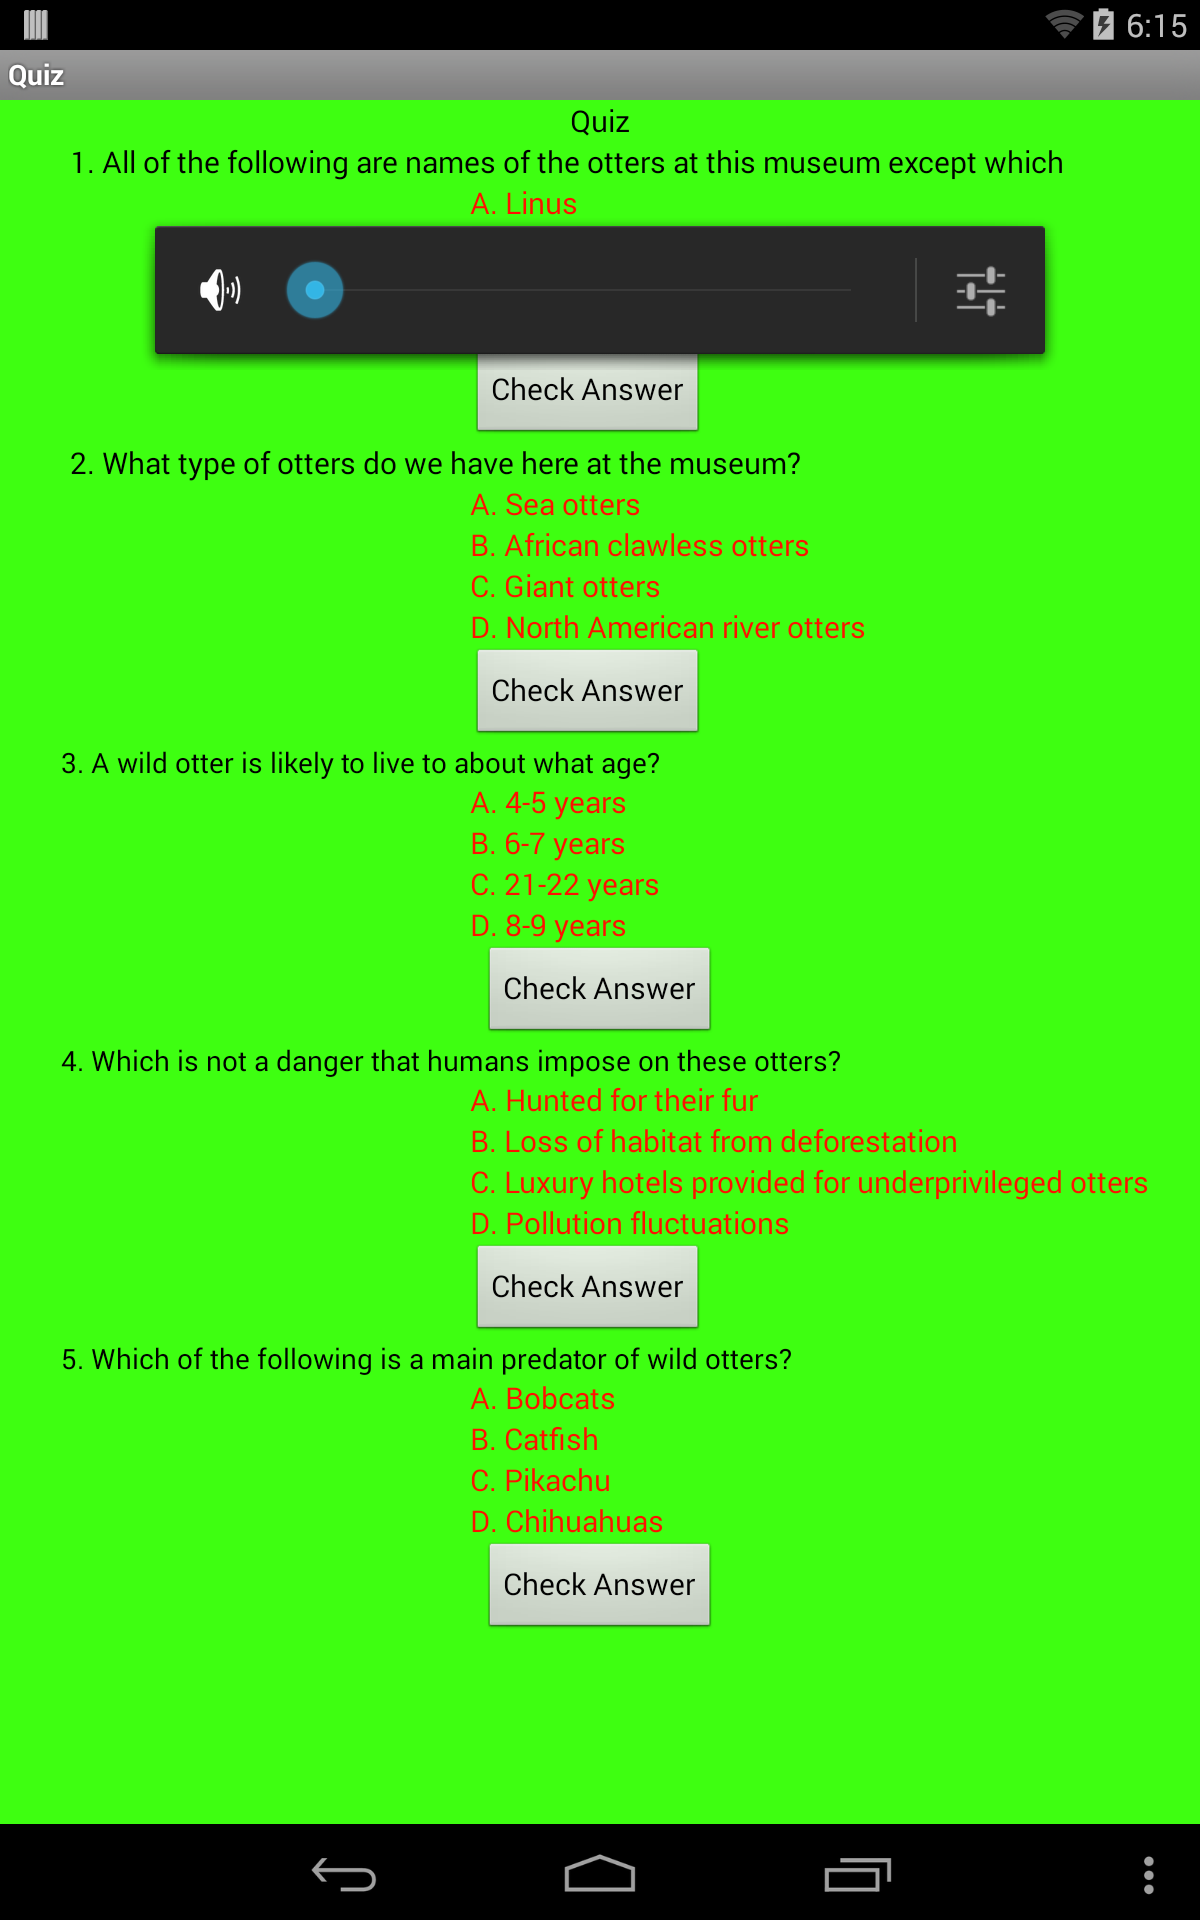 6:15
Quiz
Quiz
1. All of the following are names of the otters at this museum except which
A. Linus
Check Answer
2. What type of otters do we have here at the museum?
A. Sea otters
B. African clawless otters
C. Giant otters
D. North American river otters
Check Answer
3. A wild otter is likely to live to about what age?
A. 4-5 years
B. 6-7 years
C. 21-22 years
D. 8-9 years
Check Answer
4. Which is not a danger that humans impose on these otters?
A. Hunted for their fur
B. Loss of habitat from deforestation
C. Luxury hotels provided for underprivileged otters
D. Pollution fluctuations
Check Answer
5. Which of the following is a main predator of wild otters?
A. Bobcats
B. Catfish
C. Pikachu
D. Chihuahuas
Check Answer